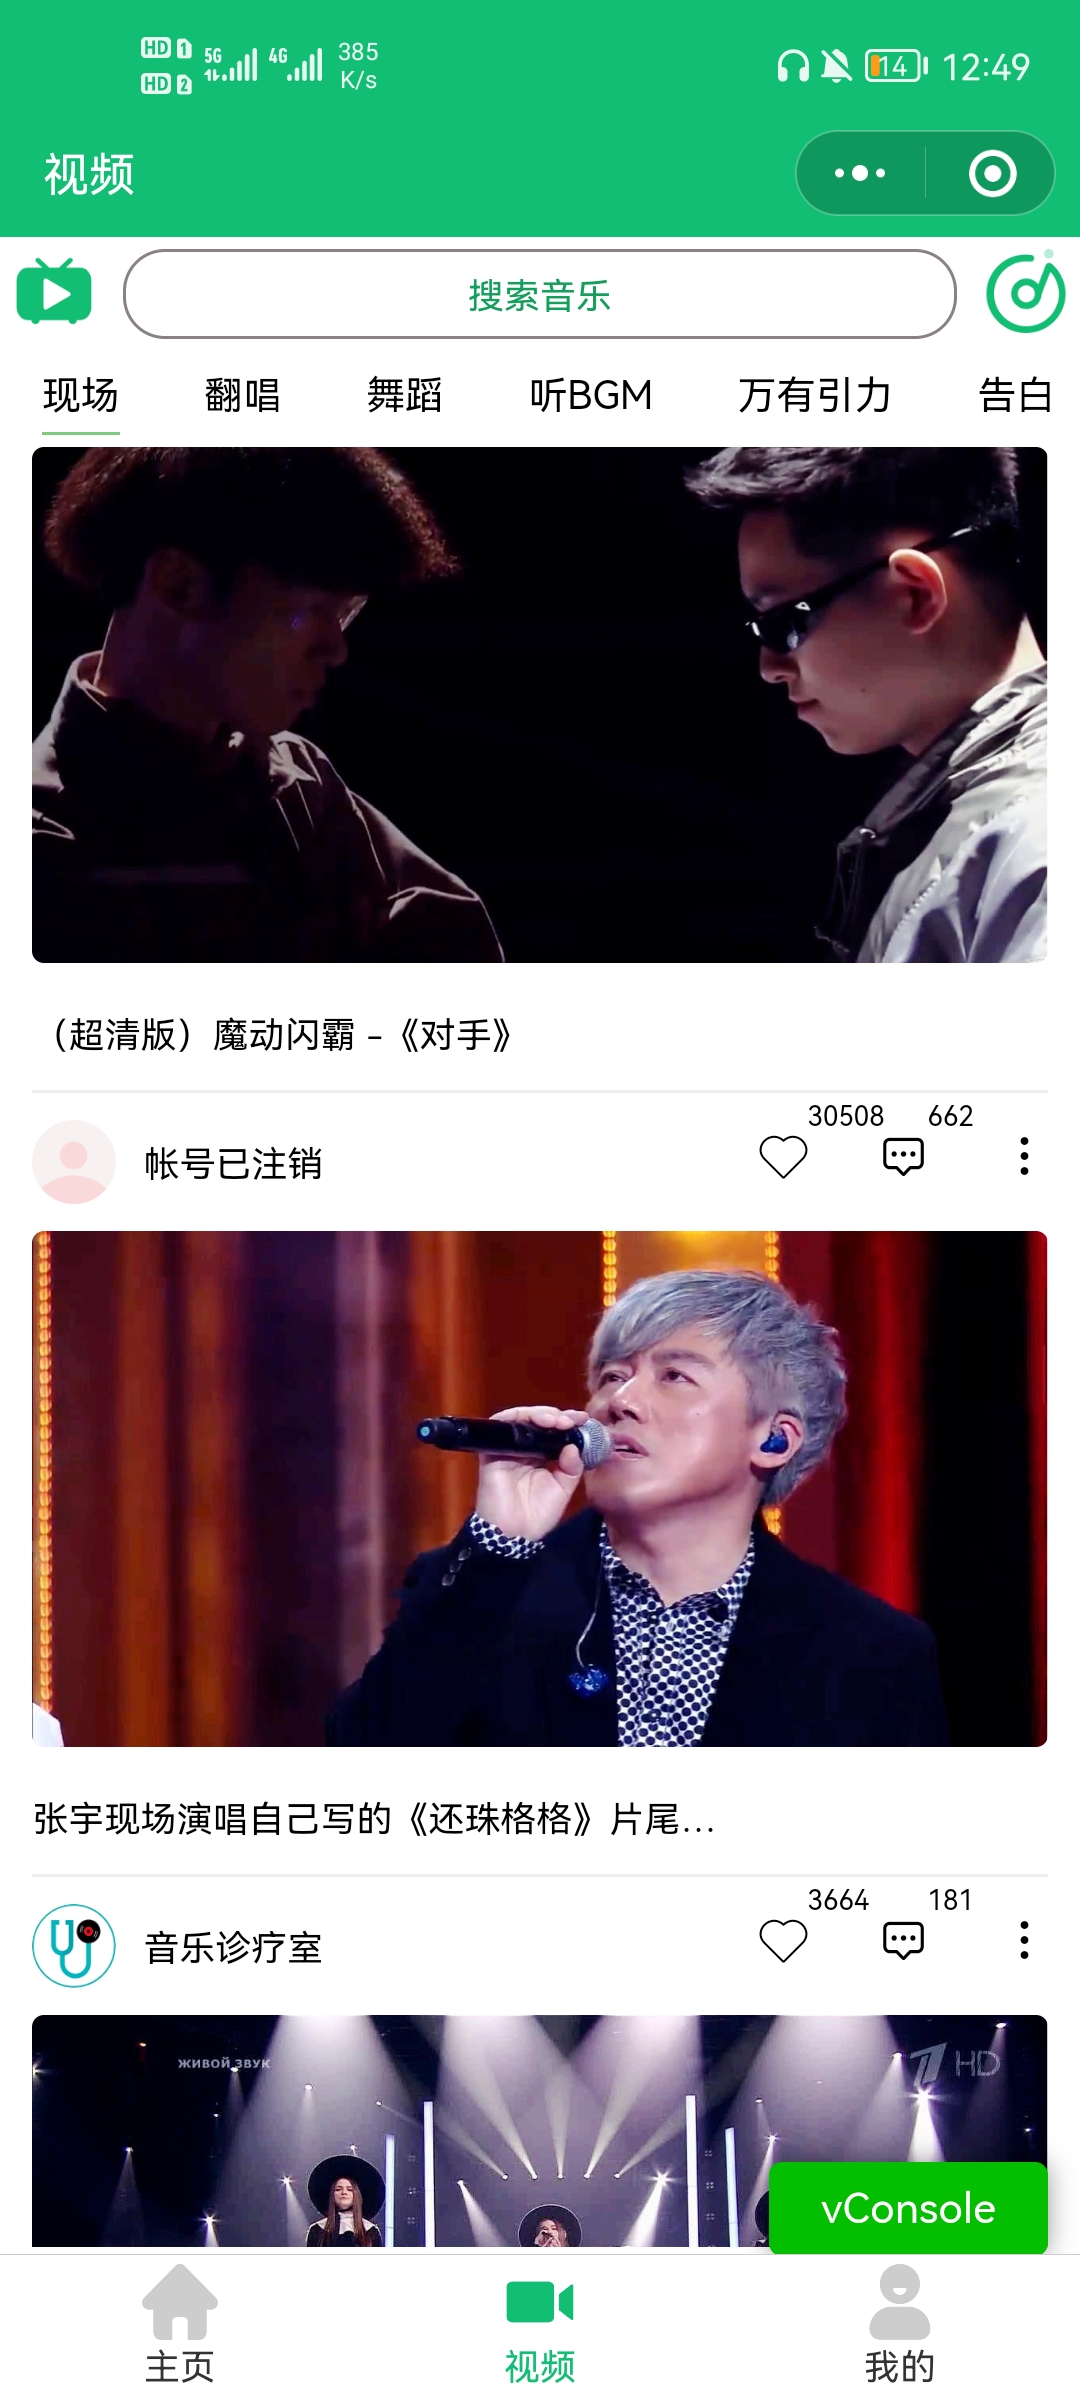 HD 1 5G 4G 385
HD 2 K/s
14 12:49
视频
搜索音乐
现场 翻唱 舞蹈 听BGM 万有引力 告白
（超清版）魔动闪霸 -《对手》
帐号已注销 30508 662
张宇现场演唱自己写的《还珠格格》片尾...
音乐诊疗室 3664 181
ЖИВОЙ ЗВУК
1 HD
vConsole
主页 视频 我的